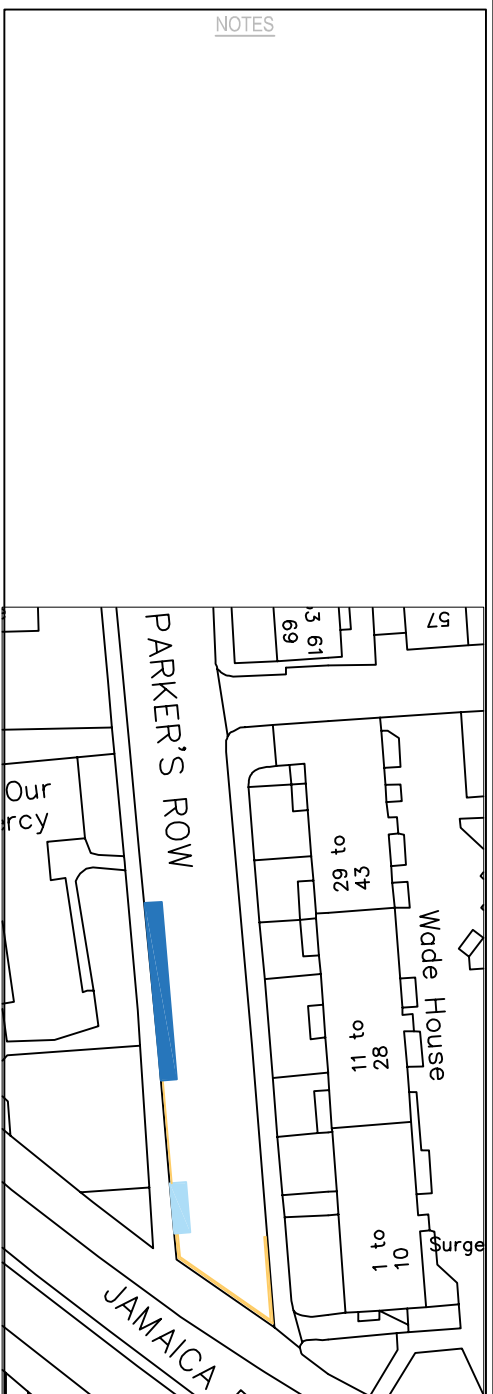 NOTES
3 61
69
57
PARKER'S ROW
Our
rcy
29 to
43
Wade House
11 to
28
1 to
10
Surge
JAMAICA